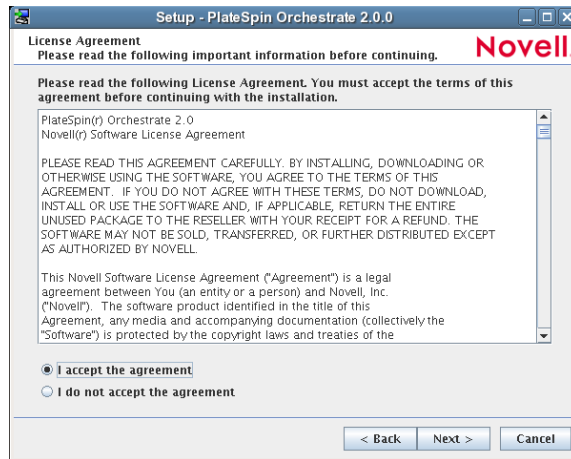 Setup - PlateSpin Orchestrate 2.0.0
License Agreement
Please read the following important information before continuing.
Novell
Please read the following License Agreement. You must accept the terms of this
agreement before continuing with the installation.
PlateSpin(r) Orchestrate 2.0
Novell(r) Software License Agreement
PLEASE READ THIS AGREEMENT CAREFULLY. BY INSTALLING, DOWNLOADING OR
OTHERWISE USING THE SOFTWARE, YOU AGREE TO THE TERMS OF THIS
AGREEMENT. IF YOU DO NOT AGREE WITH THESE TERMS, DO NOT DOWNLOAD,
INSTALL OR USE THE SOFTWARE AND, IF APPLICABLE, RETURN THE ENTIRE
UNUSED PACKAGE TO THE RESELLER WITH YOUR RECEIPT FOR A REFUND. THE
SOFTWARE MAY NOT BE SOLD, TRANSFERRED, OR FURTHER DISTRIBUTED EXCEPT
AS AUTHORIZED BY NOVELL.
This Novell Software License Agreement ("Agreement") is a legal
agreement between You (an entity or a person) and Novell, Inc.
("Novell"). The software product identified in the title of this
Agreement, any media and accompanying documentation (collectively the
"Software") is protected by the copyright laws and treaties of the
I accept the agreement
I do not accept the agreement
< Back
Next >
Cancel